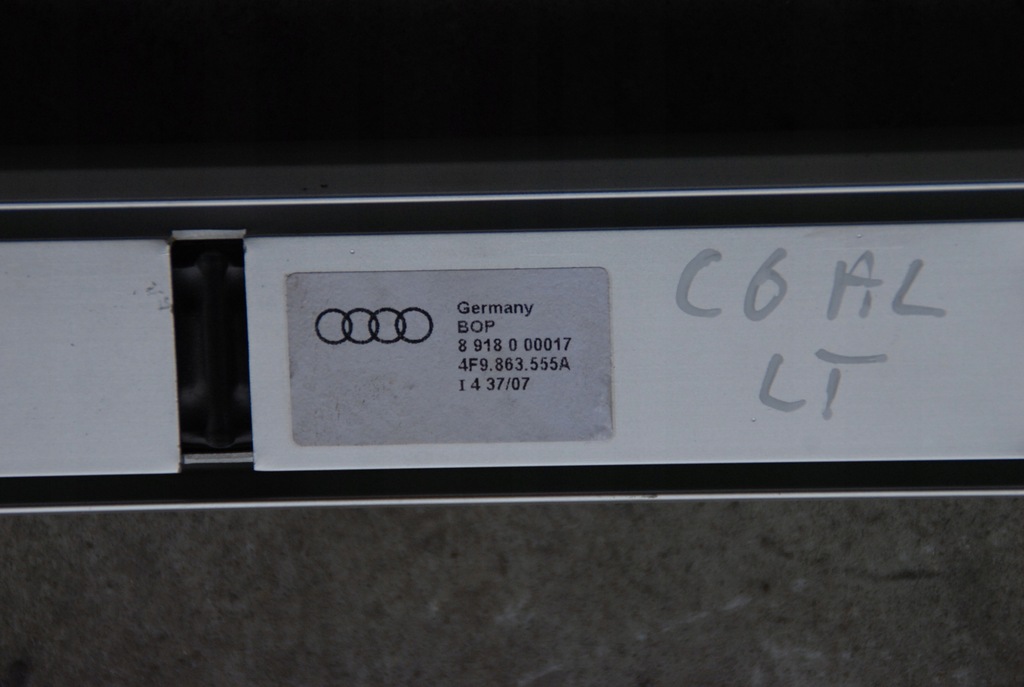 Germany
BOP
8 918 0 00017
4F9.863.555A
I 4 37/07
C6 AL
LT